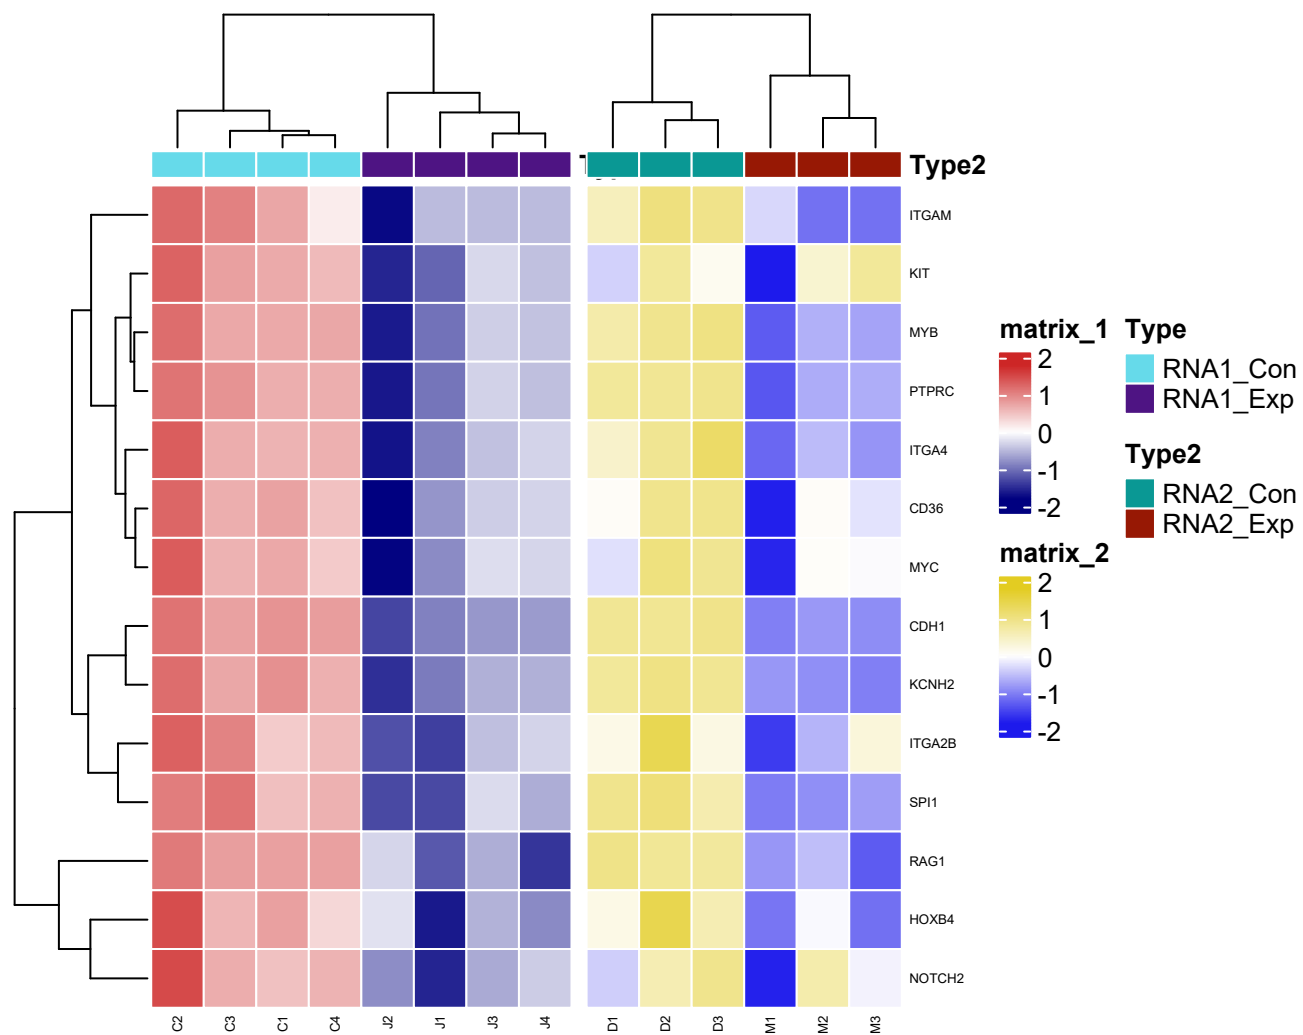 Type2
ITGAM
KIT
MYB
PTPRC
ITGA4
CD36
MYC
CDH1
KCNH2
ITGA2B
SPI1
RAG1
HOXB4
NOTCH2
C2 C3 C1 C4 J2 J1 J3 J4 D1 D2 D3 M1 M2 M3
matrix_1
2
1
0
-1
-2
matrix_2
2
1
0
-1
-2
Type
RNA1_Con
RNA1_Exp
Type2
RNA2_Con
RNA2_Exp